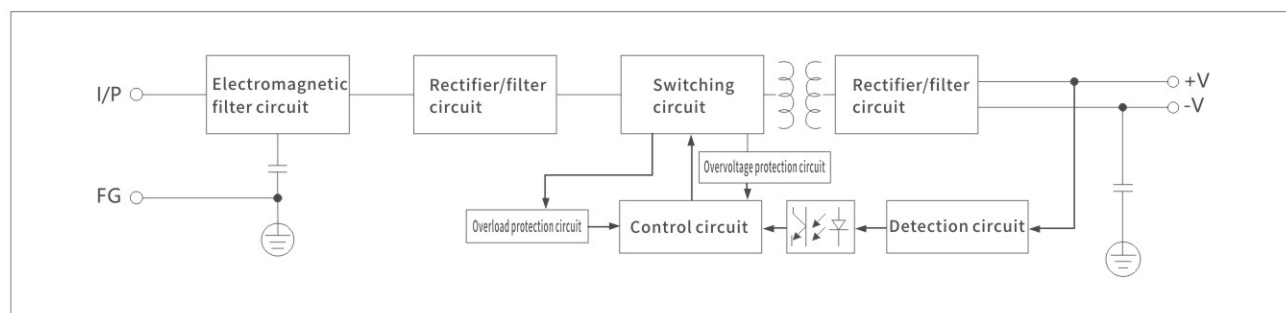 I/P
Electromagnetic
filter circuit
Rectifier/filter
circuit
Switching
circuit
Rectifier/filter
circuit
+V
-V
Overvoltage protection circuit
FG
Overload protection circuit
Control circuit
Detection circuit